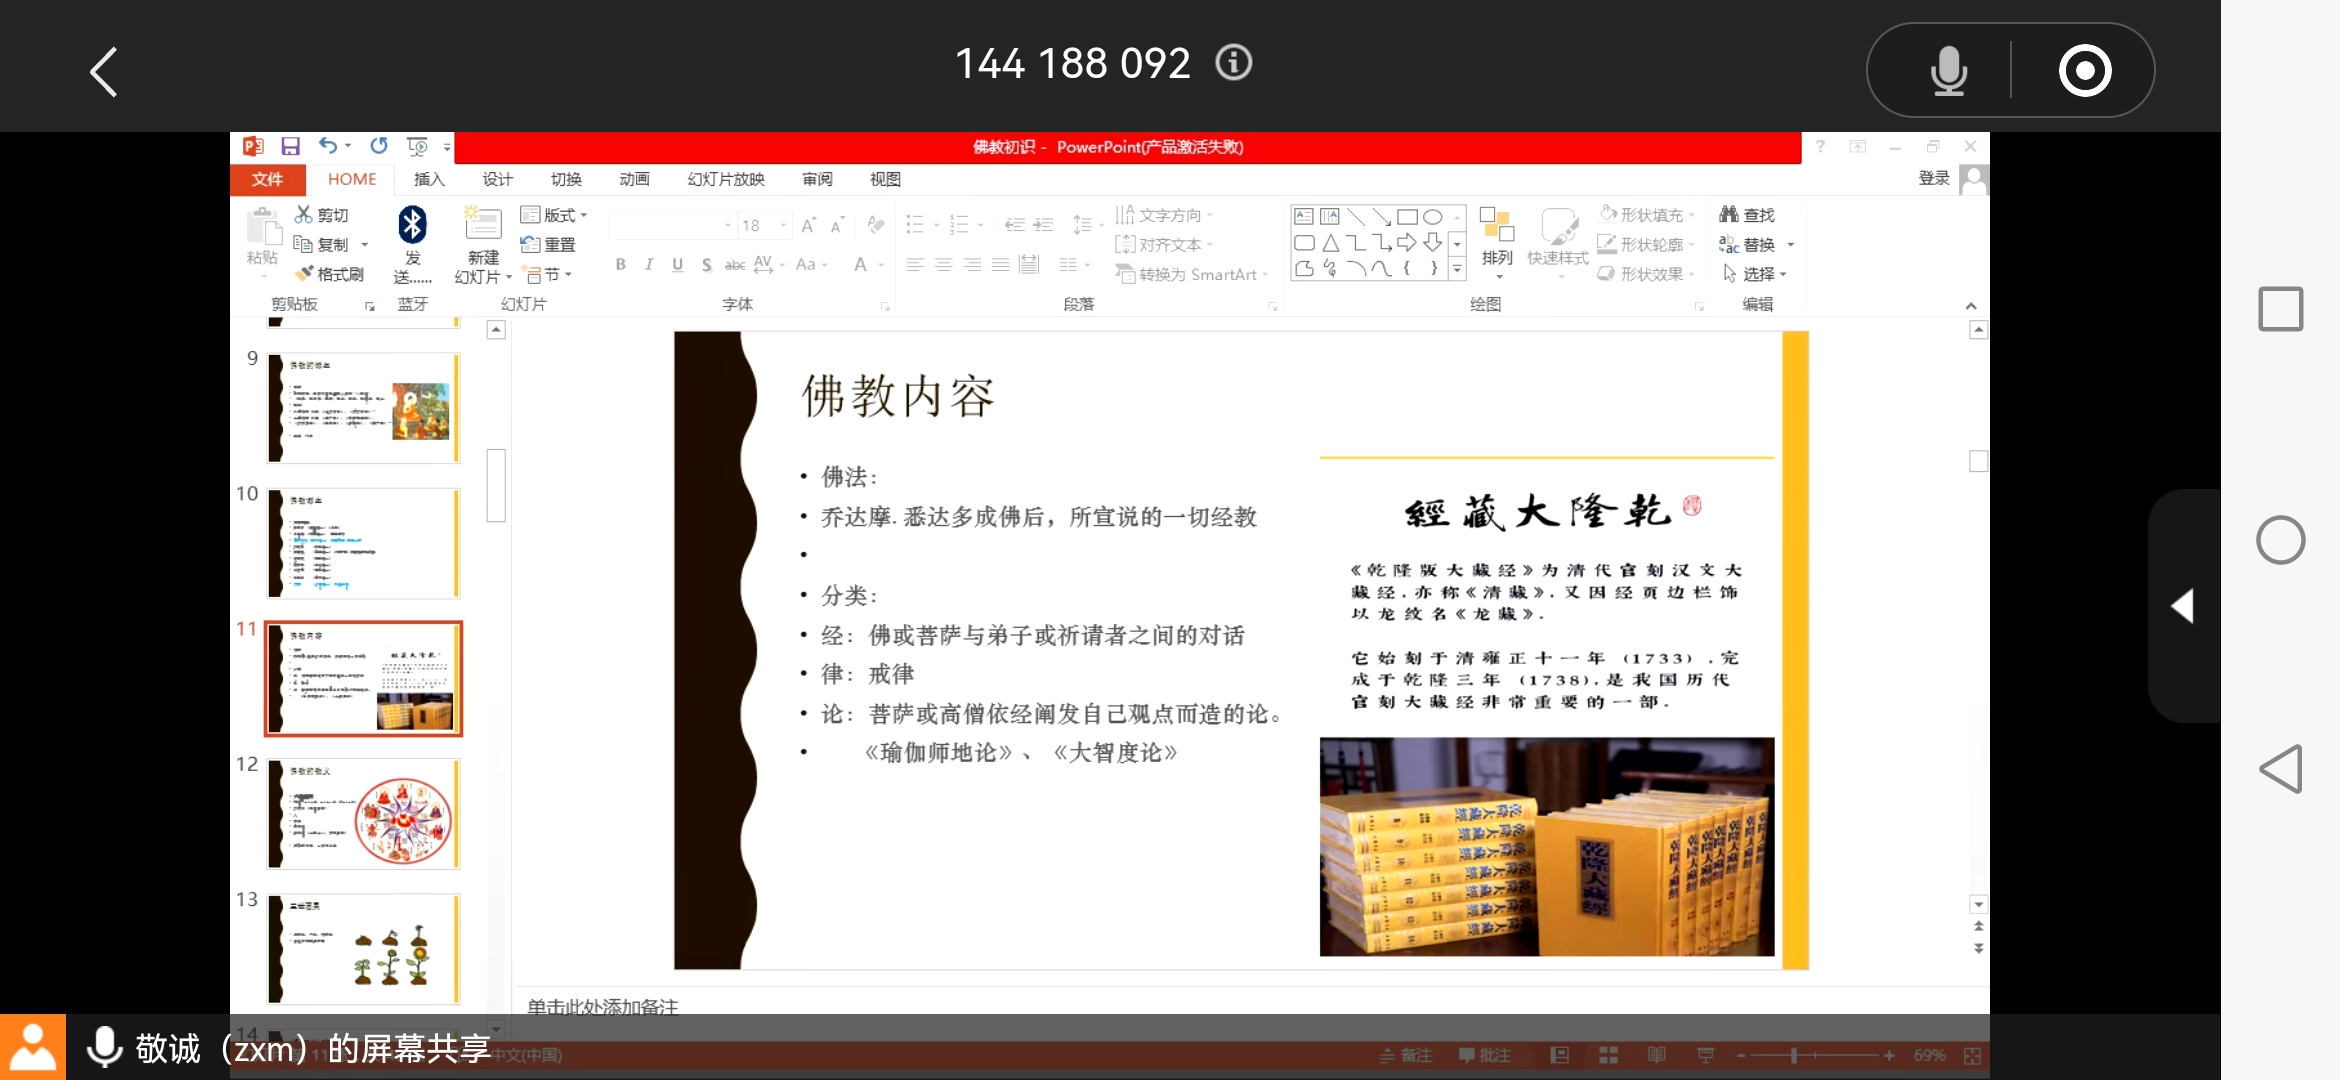 144 188 092
佛教初识 - PowerPoint(产品激活失败)
文件 HOME 插入 设计 切换 动画 幻灯片放映 审阅 视图 登录
粘贴 剪切 复制 格式刷
发送......
新建幻灯片 版式 重置 节
18
B I U S abc AV Aa A
文字方向 对齐文本 转换为 SmartArt
排列 快速样式 形状填充 形状轮廓 形状效果
查找 替换 选择
剪贴板 蓝牙 幻灯片 字体 段落 绘图 编辑
9
10
11
12
13
14
佛教内容
• 佛法：
• 乔达摩.悉达多成佛后，所宣说的一切经教
•
• 分类：
• 经：佛或菩萨与弟子或祈请者之间的对话
• 律：戒律
• 论：菩萨或高僧依经阐发自己观点而造的论。
• 《瑜伽师地论》、《大智度论》
經藏大隆乾
《乾隆版大藏经》为清代官刻汉文大
藏经.亦称《清藏》.又因经页边栏饰
以龙纹名《龙藏》.
它始刻于清雍正十一年 (1733) .完
成于乾隆三年 (1738).是我国历代
官刻大藏经非常重要的一部.
乾隆大藏經
单击此处添加备注
敬诚（zxm）的屏幕共享
中文(中国)
备注 批注 69%